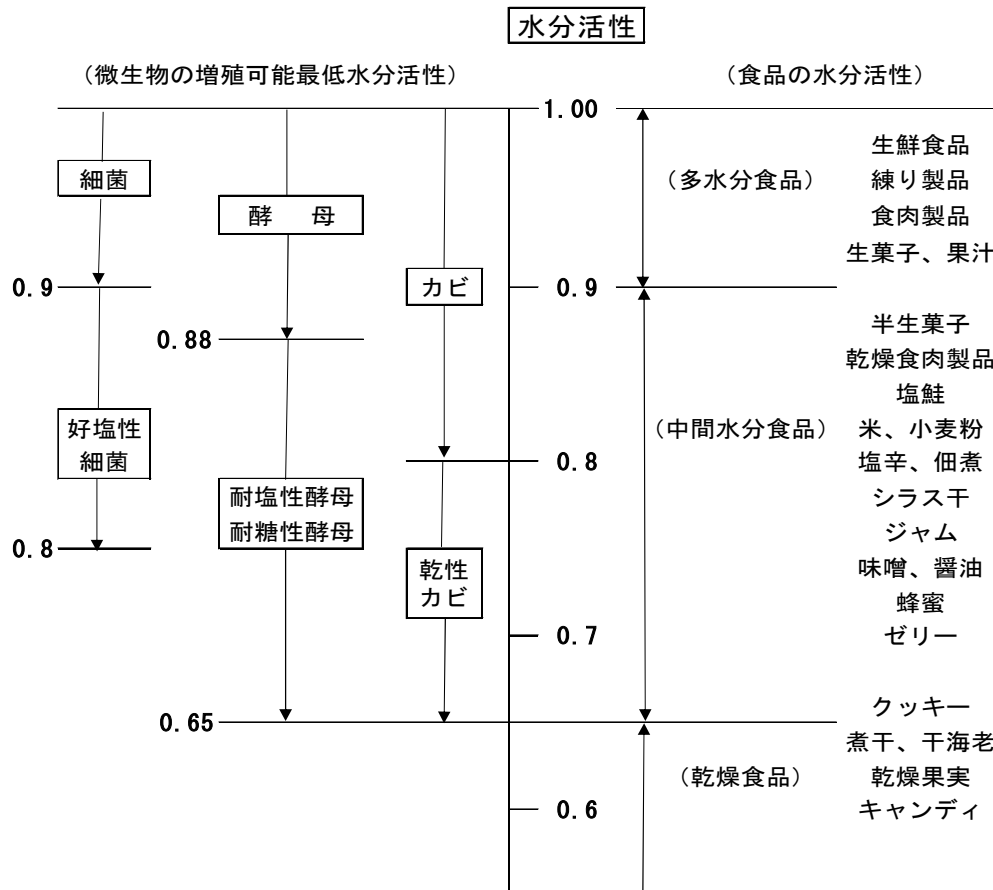 水分活性
（微生物の増殖可能最低水分活性）
（食品の水分活性）
細菌
0.9
好塩性
細菌
0.8
酵　母
0.88
耐塩性酵母
耐糖性酵母
0.65
カビ
乾性
カビ
1.00
0.9
0.8
0.7
0.6
（多水分食品）
（中間水分食品）
（乾燥食品）
生鮮食品
練り製品
食肉製品
生菓子、果汁
半生菓子
乾燥食肉製品
塩鮭
米、小麦粉
塩辛、佃煮
シラス干
ジャム
味噌、醤油
蜂蜜
ゼリー
クッキー
煮干、干海老
乾燥果実
キャンディ